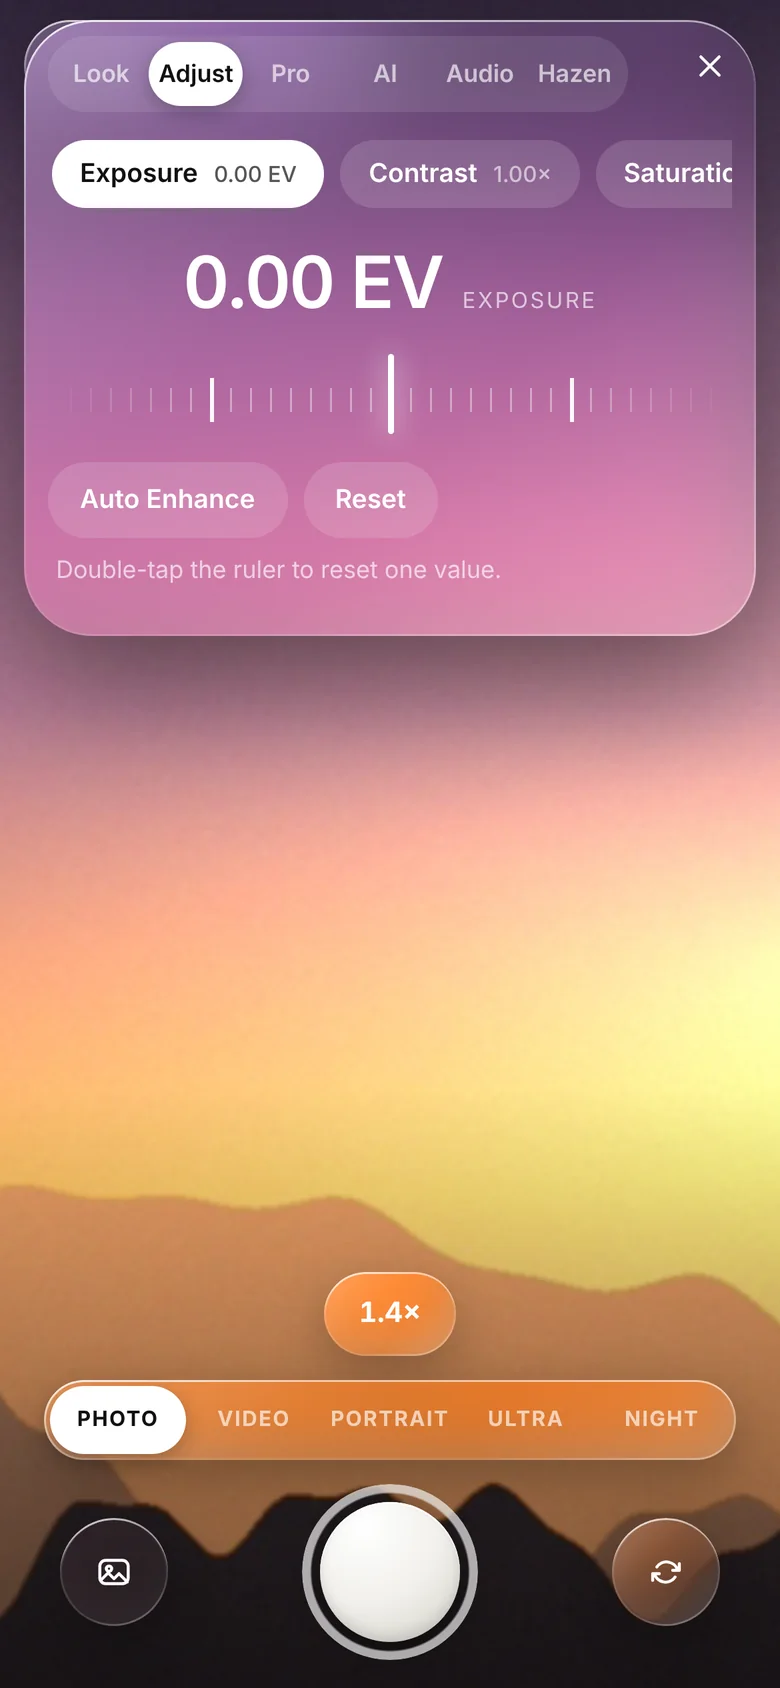 Look Adjust Pro AI Audio Hazen
Exposure 0.00 EV Contrast 1.00× Saturatic
0.00 EV EXPOSURE
Auto Enhance Reset
Double-tap the ruler to reset one value.
1.4×
PHOTO VIDEO PORTRAIT ULTRA NIGHT